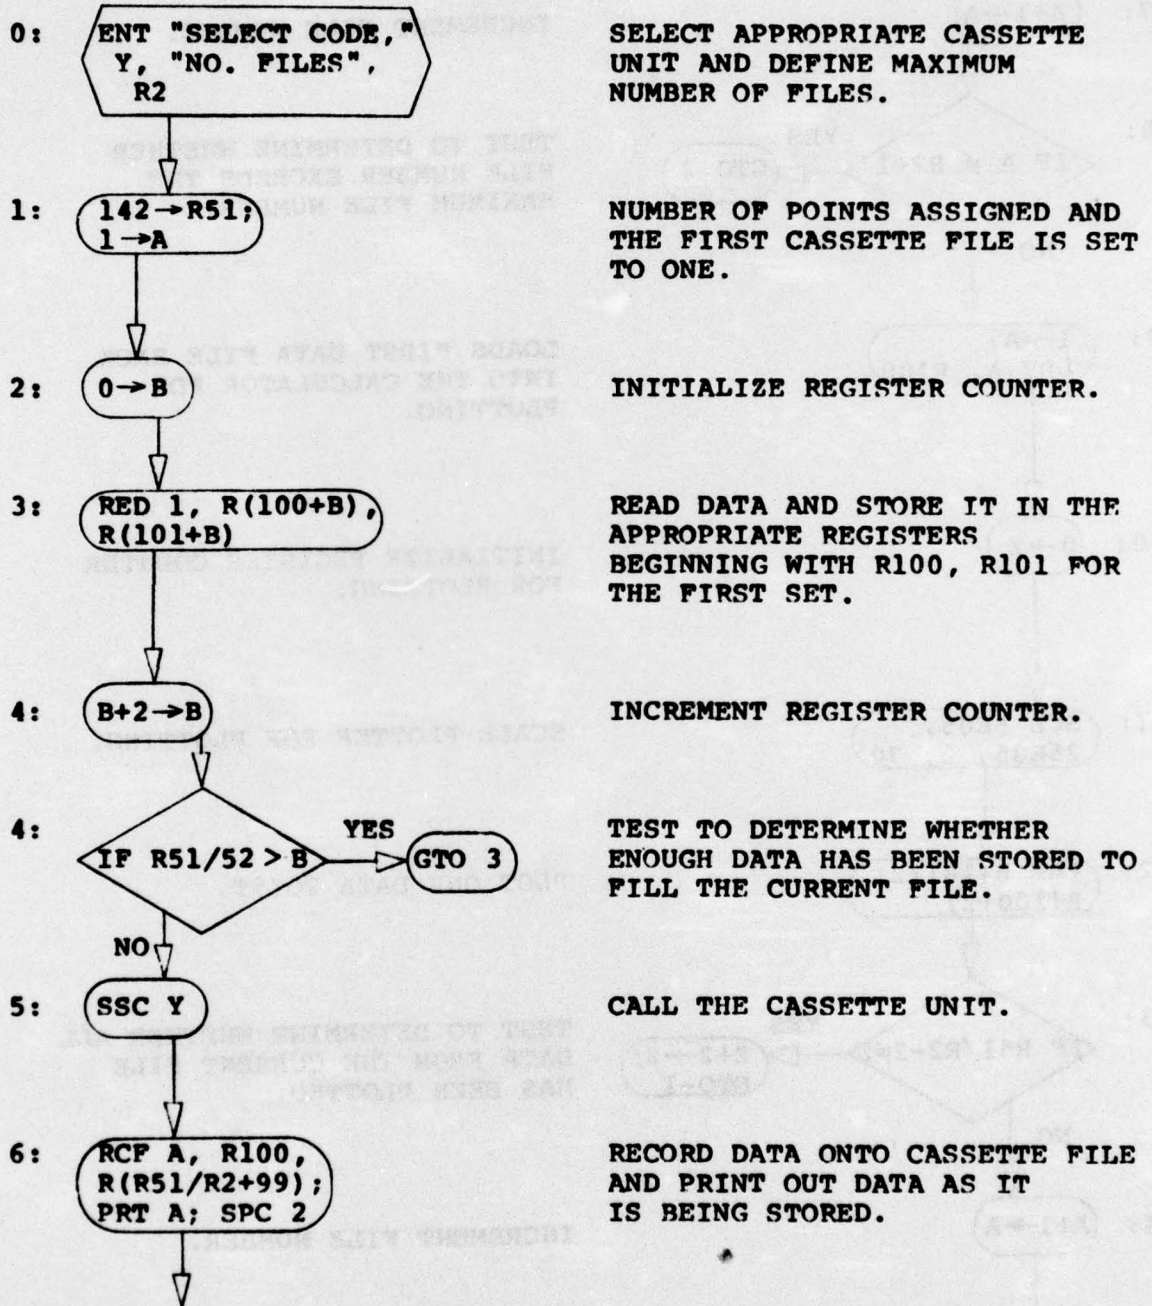 0: ENT "SELECT CODE,"
Y, "NO. FILES",
R2
SELECT APPROPRIATE CASSETTE
UNIT AND DEFINE MAXIMUM
NUMBER OF FILES.
1: 142→R51;
1→A
NUMBER OF POINTS ASSIGNED AND
THE FIRST CASSETTE FILE IS SET
TO ONE.
2: 0→B
INITIALIZE REGISTER COUNTER.
3: RED 1, R(100+B),
R(101+B)
READ DATA AND STORE IT IN THE
APPROPRIATE REGISTERS
BEGINNING WITH R100, R101 FOR
THE FIRST SET.
4: B+2→B
INCREMENT REGISTER COUNTER.
4: IF R51/52 > B
YES
GTO 3
NO
TEST TO DETERMINE WHETHER
ENOUGH DATA HAS BEEN STORED TO
FILL THE CURRENT FILE.
5: SSC Y
CALL THE CASSETTE UNIT.
6: RCF A, R100,
R(R51/R2+99);
PRT A; SPC 2
RECORD DATA ONTO CASSETTE FILE
AND PRINT OUT DATA AS IT
IS BEING STORED.